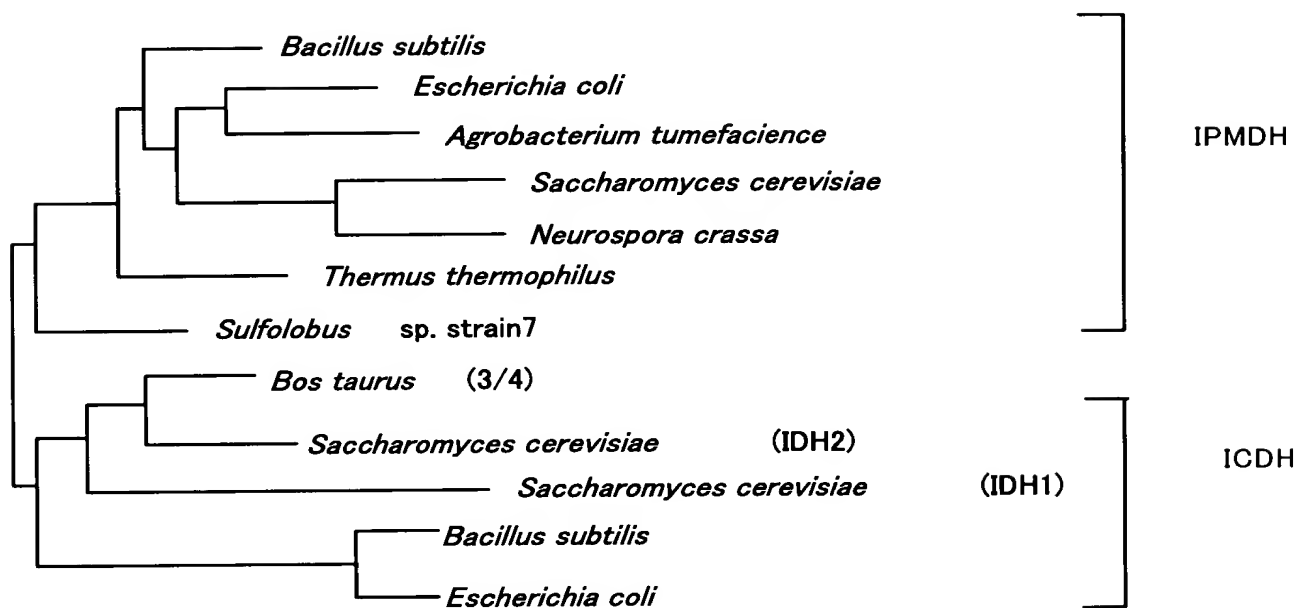 Bacillus subtilis
Escherichia coli
Agrobacterium tumefacience
IPMDH
Saccharomyces cerevisiae
Neurospora crassa
Thermus thermophilus
Sulfolobus sp. strain7
Bos taurus (3/4)
Saccharomyces cerevisiae (IDH2)
ICDH
Saccharomyces cerevisiae (IDH1)
Bacillus subtilis
Escherichia coli